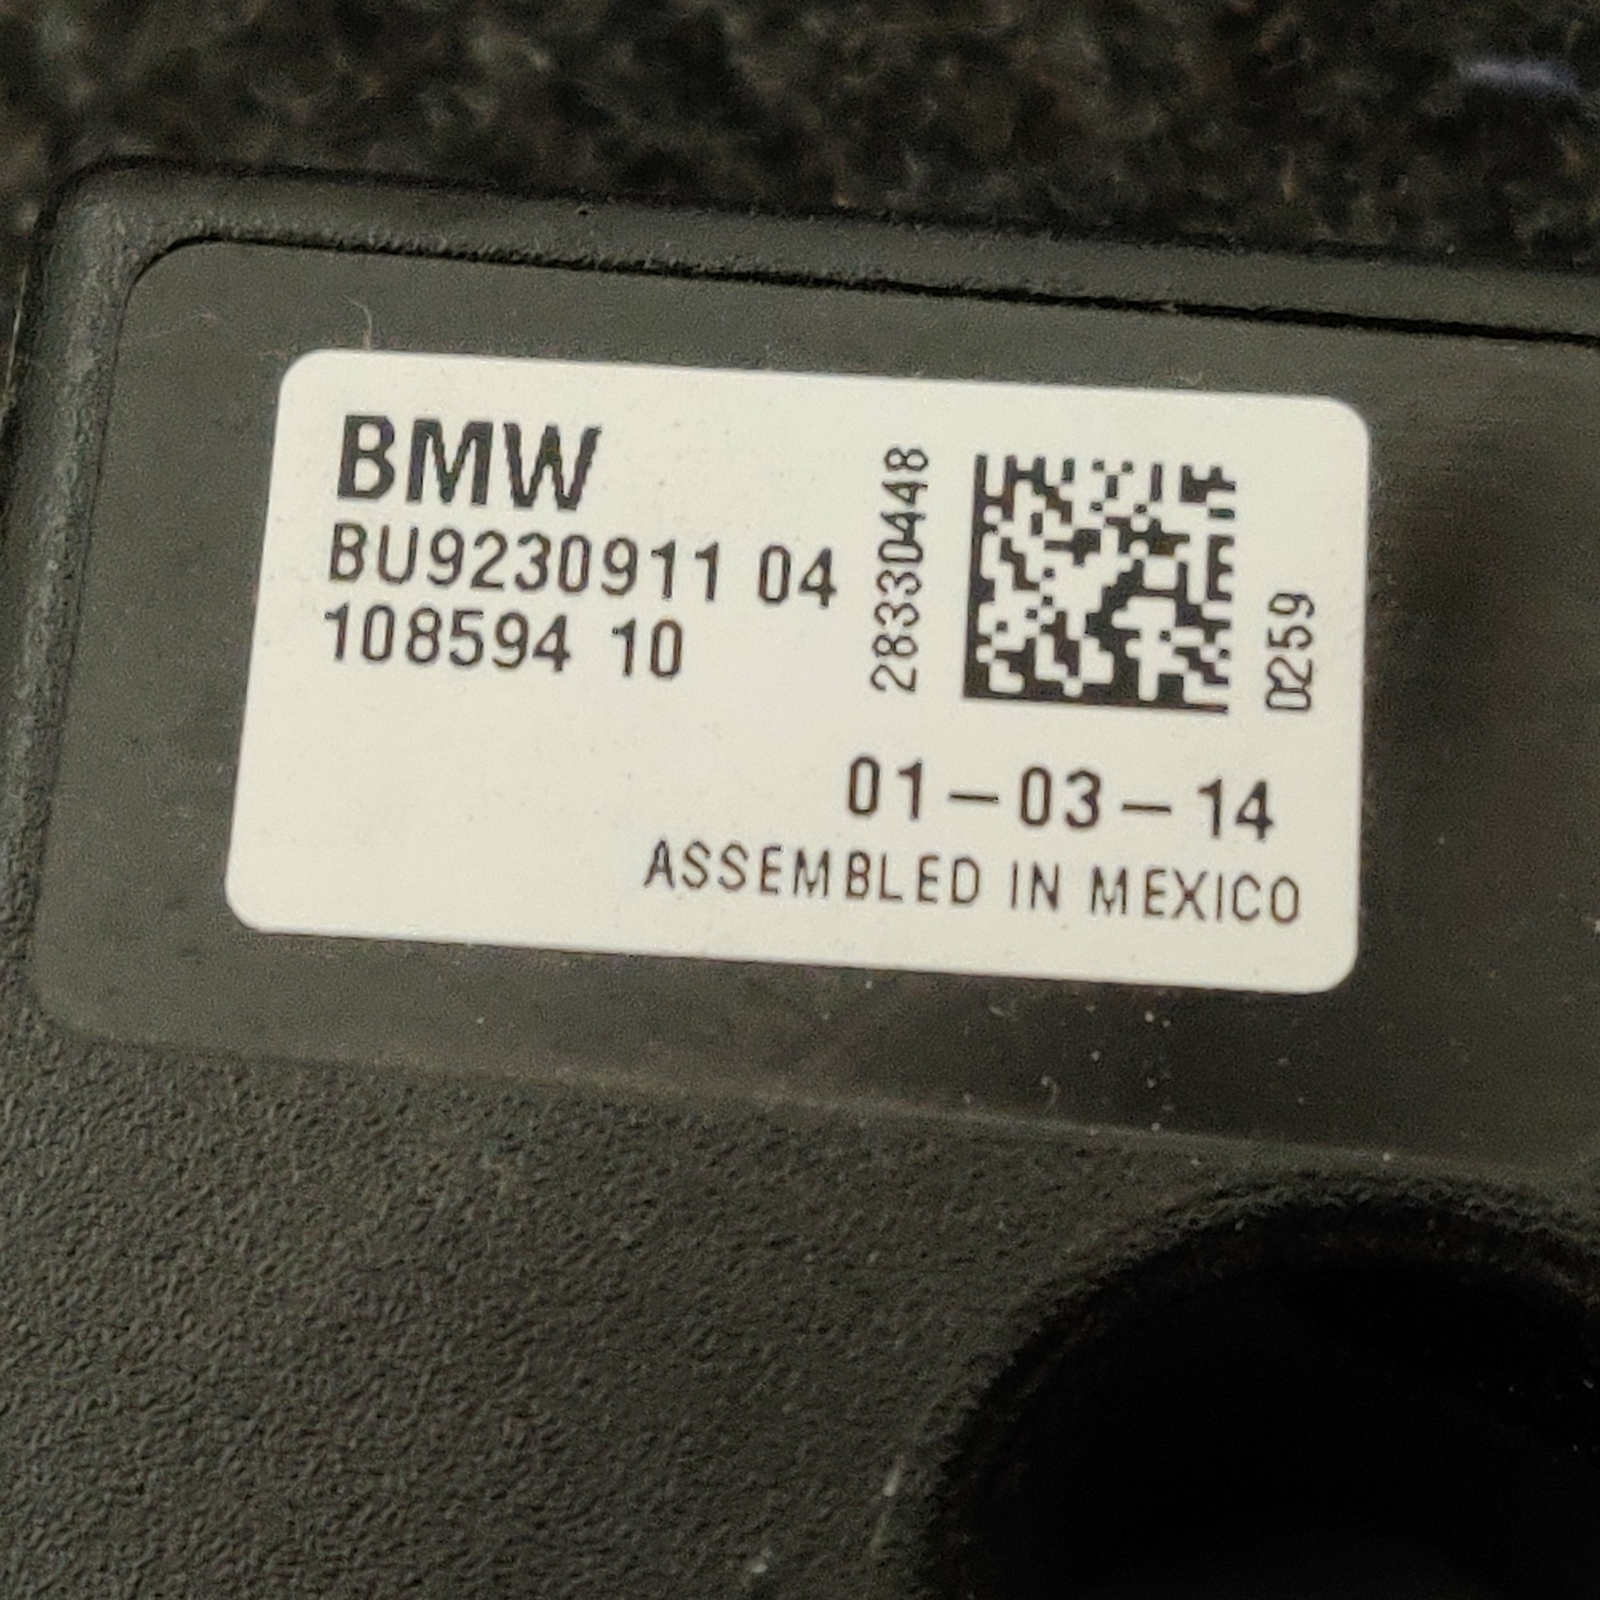 BMW
BU9230911 04
108594 10
28330448
0259
01-03-14
ASSEMBLED IN MEXICO